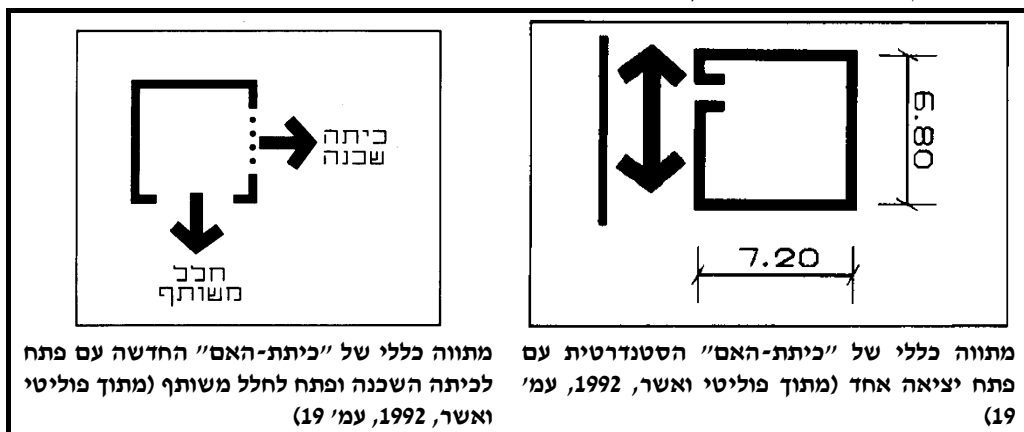 6.80
7.20
מתווה כללי של "כיתת-האם" הסטנדרטית עם
פתח יציאה אחד (מתוך פוליטי ואשר, 1992, עמ'
19)
כיתה
שכנה
חלל
משותף
מתווה כללי של "כיתת-האם" החדשה עם פתח
לכיתה השכנה ופתח לחלל משותף (מתוך פוליטי
ואשר, 1992, עמ' 19)